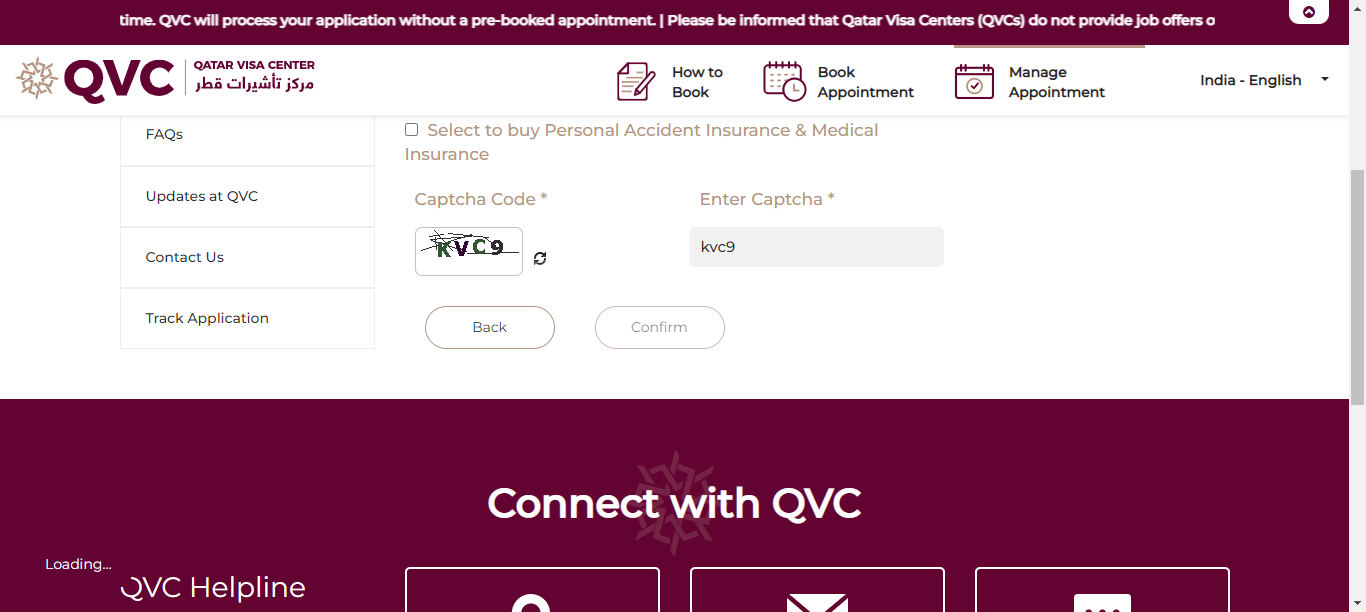 time. QVC will process your application without a pre-booked appointment. | Please be informed that Qatar Visa Centers (QVCs) do not provide job offers o
QVC
QATAR VISA CENTER
مركز تأشيرات قطر
How to
Book
Book
Appointment
Manage
Appointment
India - English
FAQs
Updates at QVC
Contact Us
Track Application
Select to buy Personal Accident Insurance & Medical
Insurance
Captcha Code *
Enter Captcha *
KVC9
kvc9
Back
Confirm
Connect with QVC
Loading...
QVC Helpline